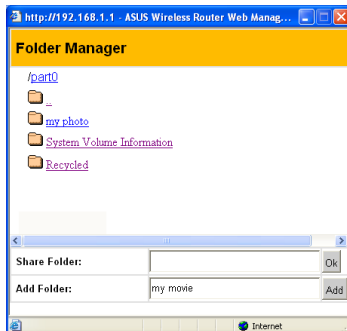 http://192.168.1.1 - ASUS Wireless Router Web Manag...
Folder Manager
/part0
..
my photo
System Volume Information
Recycled
Share Folder:
Ok
Add Folder:
my movie
Add
Internet